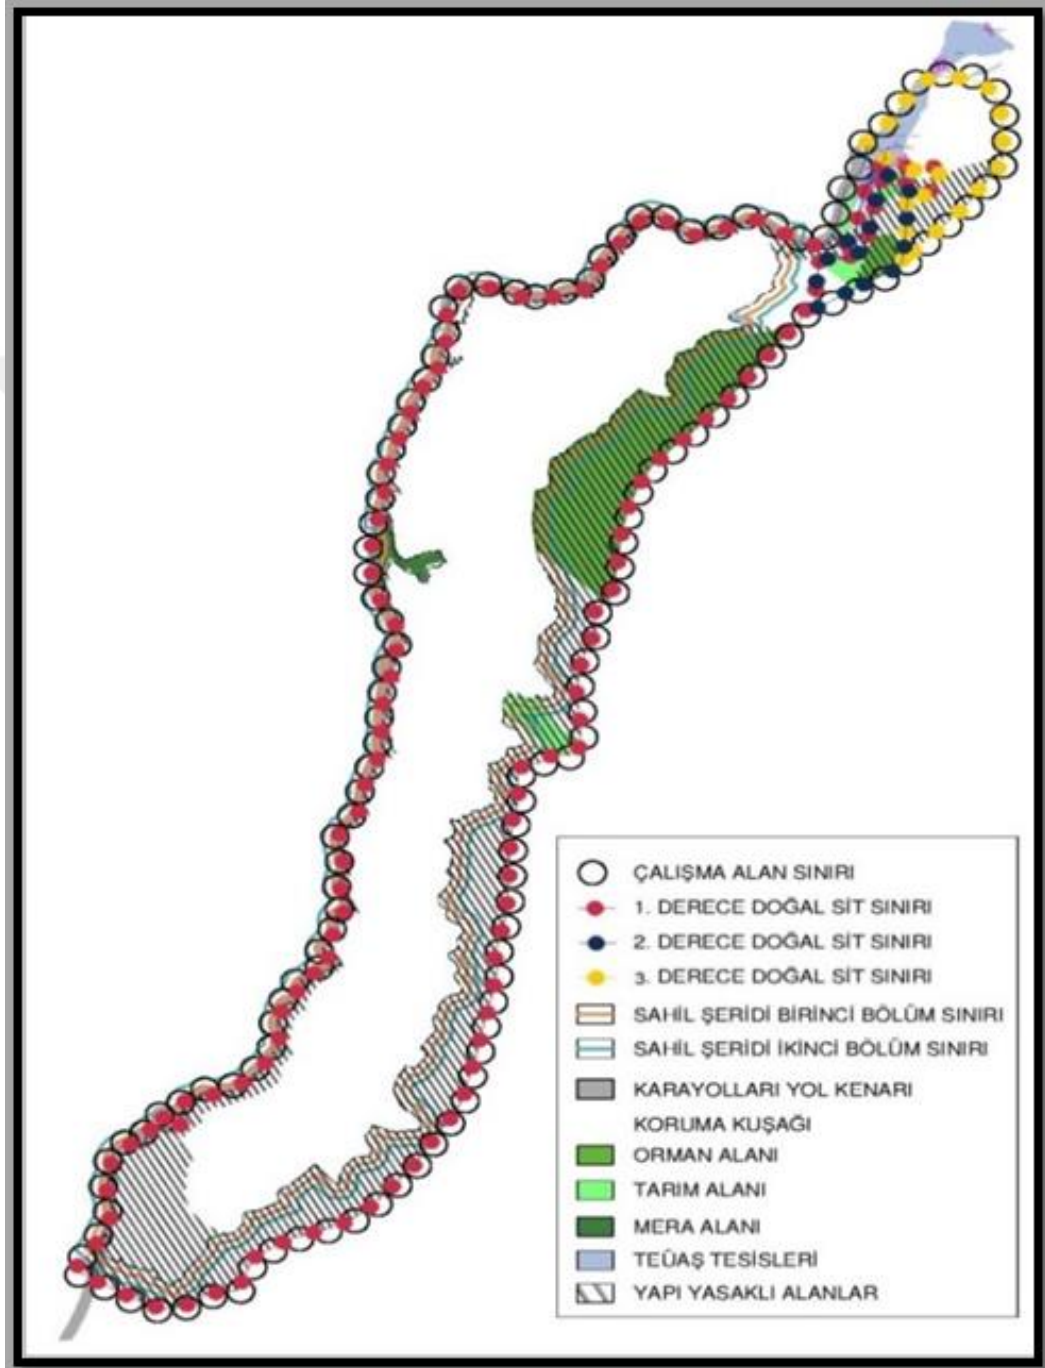 ÇALIŞMA ALAN SINIRI
1. DERECE DOĞAL SİT SINIRI
2. DERECE DOĞAL SİT SINIRI
3. DERECE DOĞAL SİT SINIRI
SAHİL ŞERİDİ BİRİNCİ BÖLÜM SINIRI
SAHİL ŞERİDİ İKİNCİ BÖLÜM SINIRI
KARAYOLLARI YOL KENARI
KORUMA KUŞAĞI
ORMAN ALANI
TARIM ALANI
MERA ALANI
TEÜAŞ TESİSLERİ
YAPI YASAKLI ALANLAR